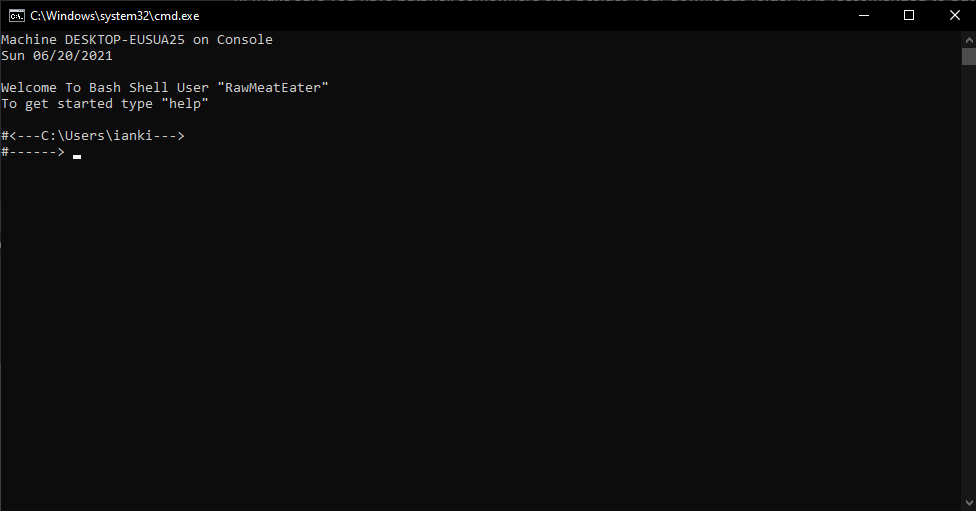 C:\Windows\system32\cmd.exe
Machine DESKTOP-EUSUA25 on Console
Sun 06/20/2021
Welcome To Bash Shell User "RawMeatEater"
To get started type "help"
#<---C:\Users\ianki--->
#------>